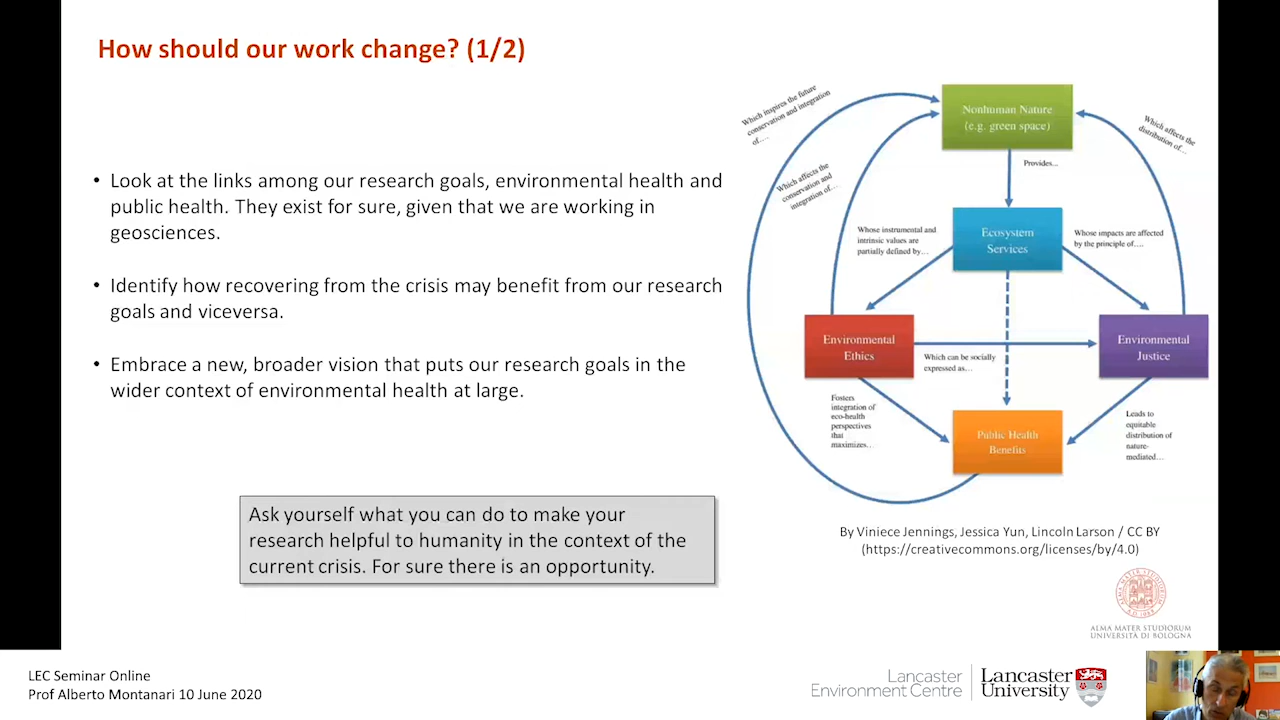 How should our work change? (1/2)
• Look at the links among our research goals, environmental health and
public health. They exist for sure, given that we are working in
geosciences.
• Identify how recovering from the crisis may benefit from our research
goals and viceversa.
• Embrace a new, broader vision that puts our research goals in the
wider context of environmental health at large.
Ask yourself what you can do to make your
research helpful to humanity in the context of the
current crisis. For sure there is an opportunity.
Which inspires the future
conservation and integration
of….
Nonhuman Nature
(e.g. green space)
Which affects the
distribution of…
Which affects the
conservation and
integration of…
Provides...
Whose instrumental and
intrinsic values are
partially defined by…
Ecosystem
Services
Whose impacts are affected
by the principle of….
Environmental
Ethics
Which can be socially
expressed as…
Environmental
Justice
Fosters
integration of
eco-health
perspectives
that
maximizes…
Public Health
Benefits
Leads to
equitable
distribution of
nature-
mediated…
By Viniece Jennings, Jessica Yun, Lincoln Larson / CC BY
(https://creativecommons.org/licenses/by/4.0)
ALMA MATER STUDIORUM
UNIVERSITÀ DI BOLOGNA
LEC Seminar Online
Prof Alberto Montanari 10 June 2020
Lancaster
Environment Centre
Lancaster
University